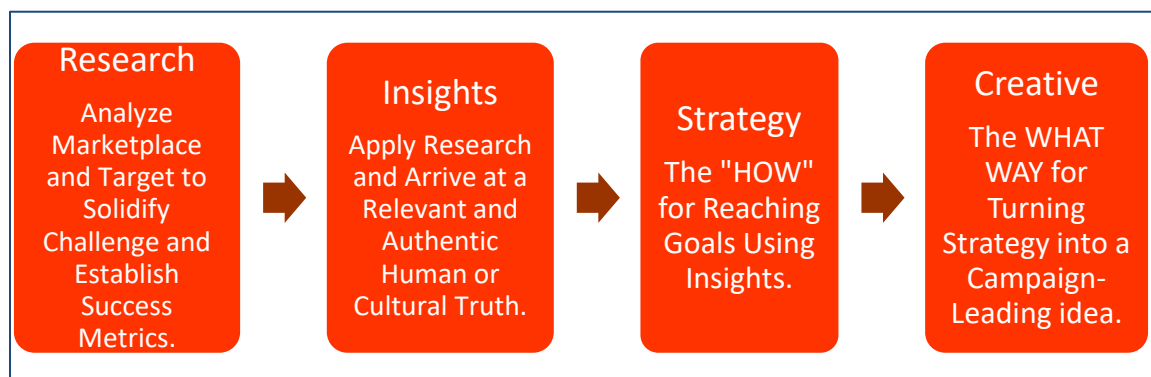 Research
Analyze
Marketplace
and Target to
Solidify
Challenge and
Establish
Success
Metrics.
Insights
Apply Research
and Arrive at a
Relevant and
Authentic
Human or
Cultural Truth.
Strategy
The "HOW"
for Reaching
Goals Using
Insights.
Creative
The WHAT
WAY for
Turning
Strategy into a
Campaign-
Leading idea.